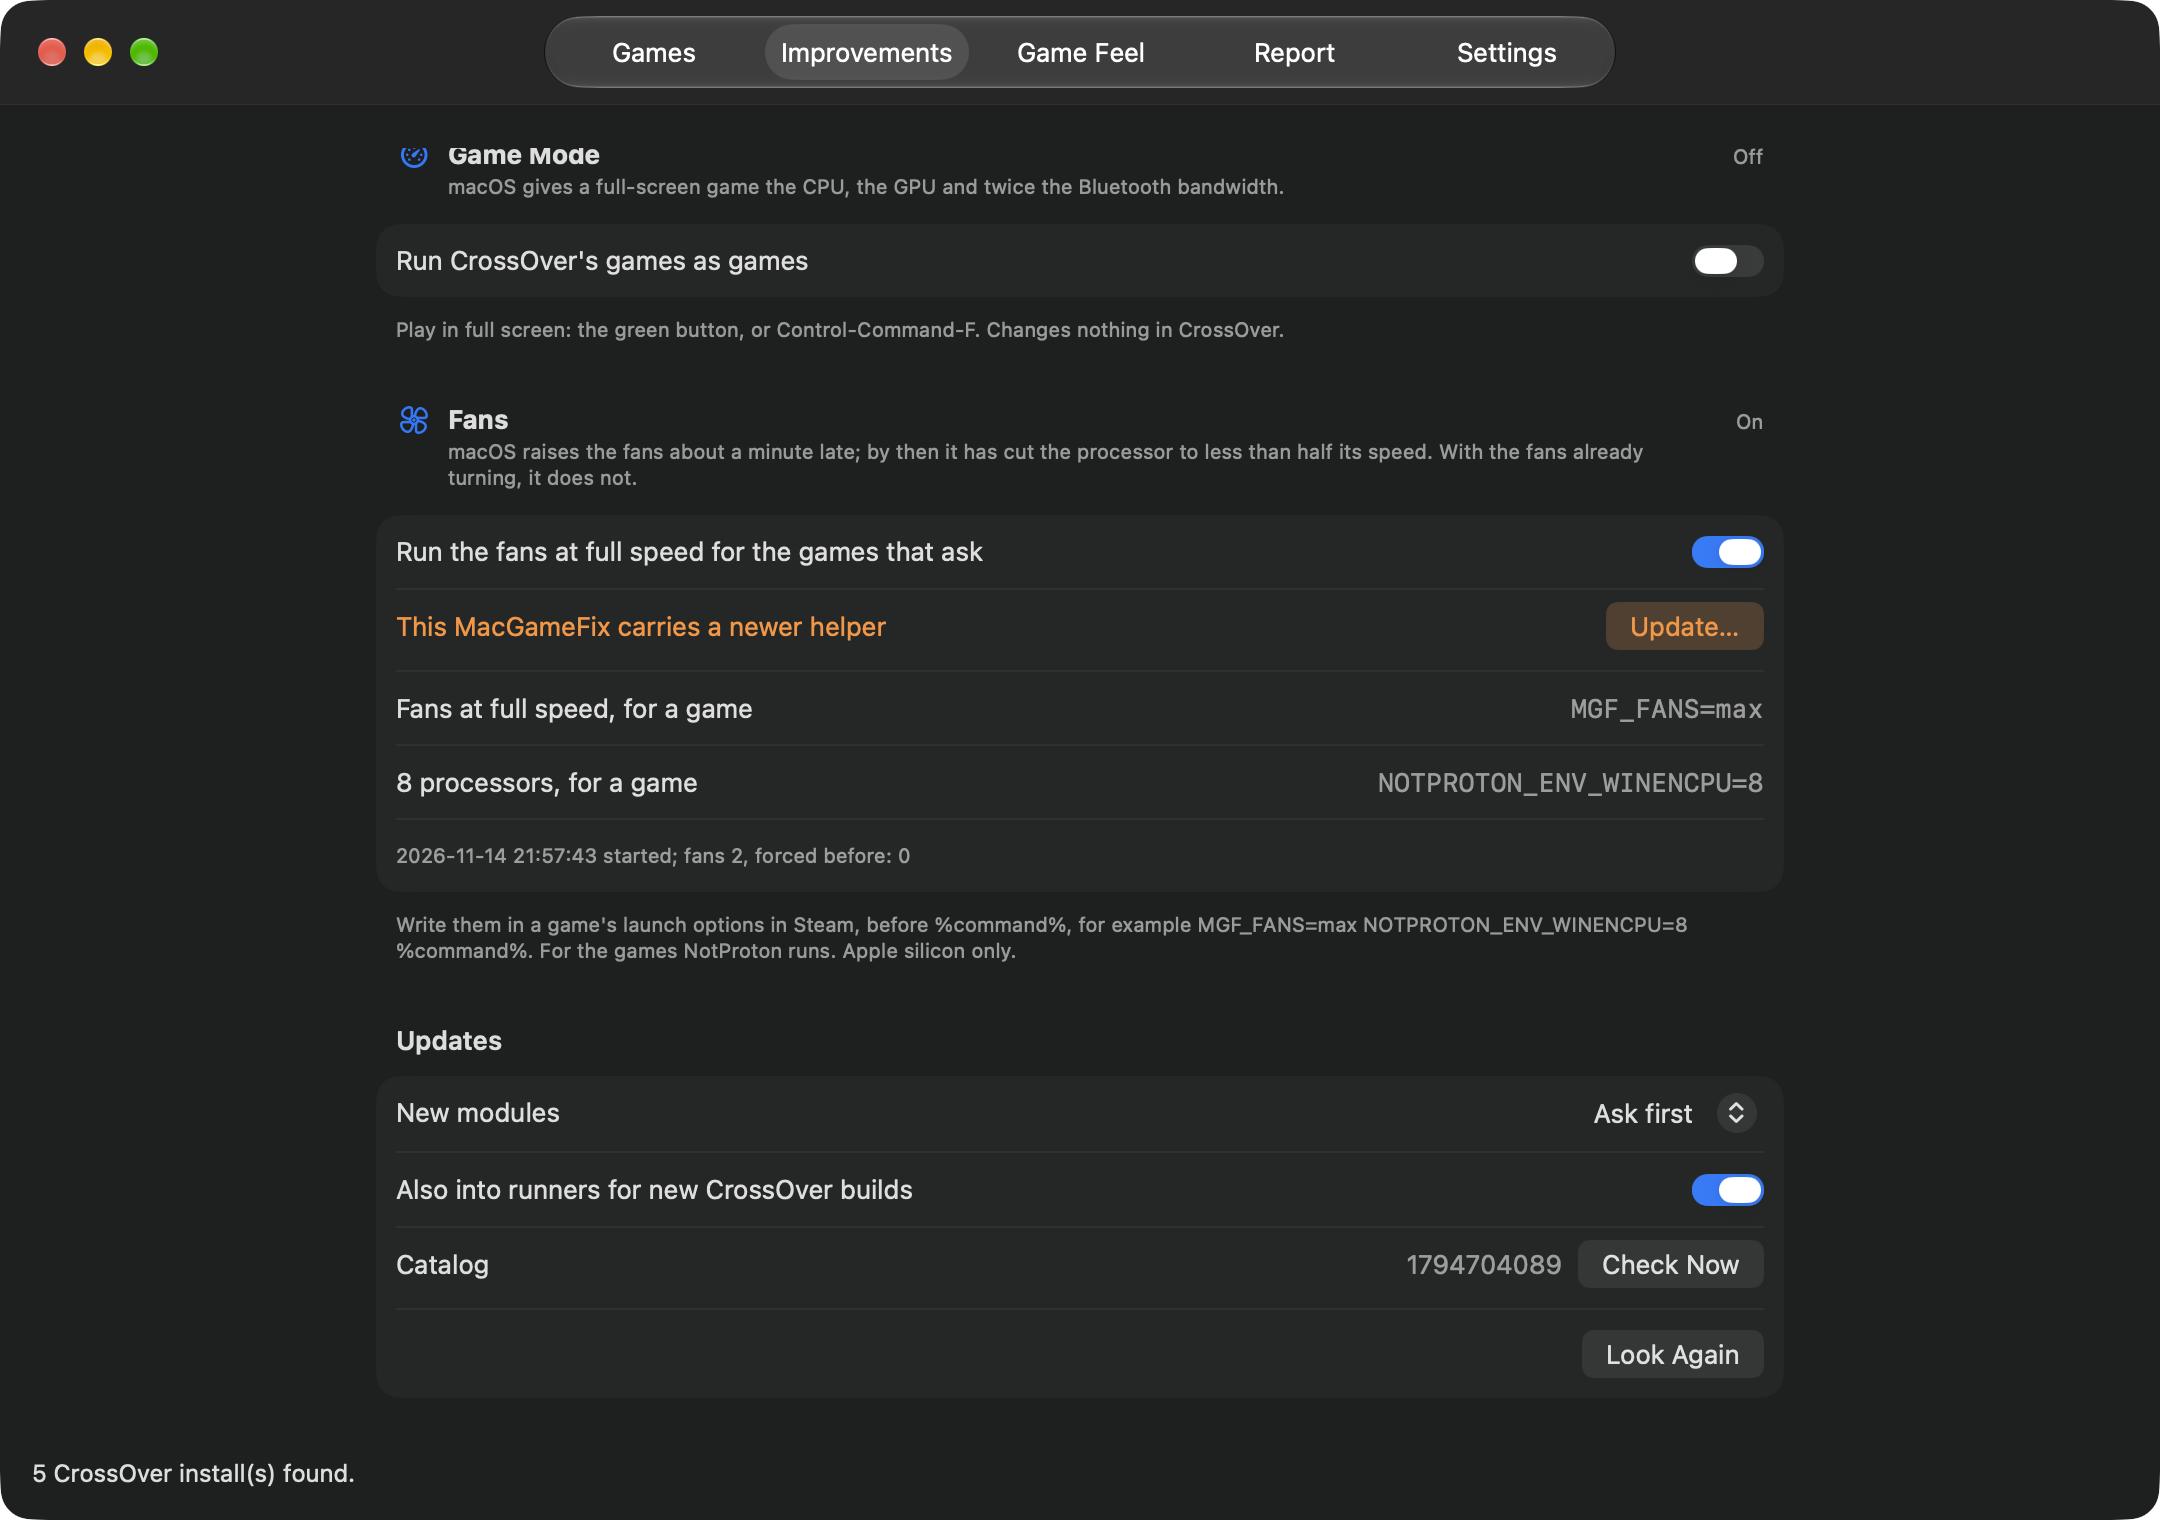 Games Improvements Game Feel Report Settings
Game Mode Off
macOS gives a full-screen game the CPU, the GPU and twice the Bluetooth bandwidth.
Run CrossOver's games as games
Play in full screen: the green button, or Control-Command-F. Changes nothing in CrossOver.
Fans On
macOS raises the fans about a minute late; by then it has cut the processor to less than half its speed. With the fans already
turning, it does not.
Run the fans at full speed for the games that ask
This MacGameFix carries a newer helper Update...
Fans at full speed, for a game MGF_FANS=max
8 processors, for a game NOTPROTON_ENV_WINENCPU=8
2026-11-14 21:57:43 started; fans 2, forced before: 0
Write them in a game's launch options in Steam, before %command%, for example MGF_FANS=max NOTPROTON_ENV_WINENCPU=8
%command%. For the games NotProton runs. Apple silicon only.
Updates
New modules Ask first
Also into runners for new CrossOver builds
Catalog 1794704089 Check Now
Look Again
5 CrossOver install(s) found.